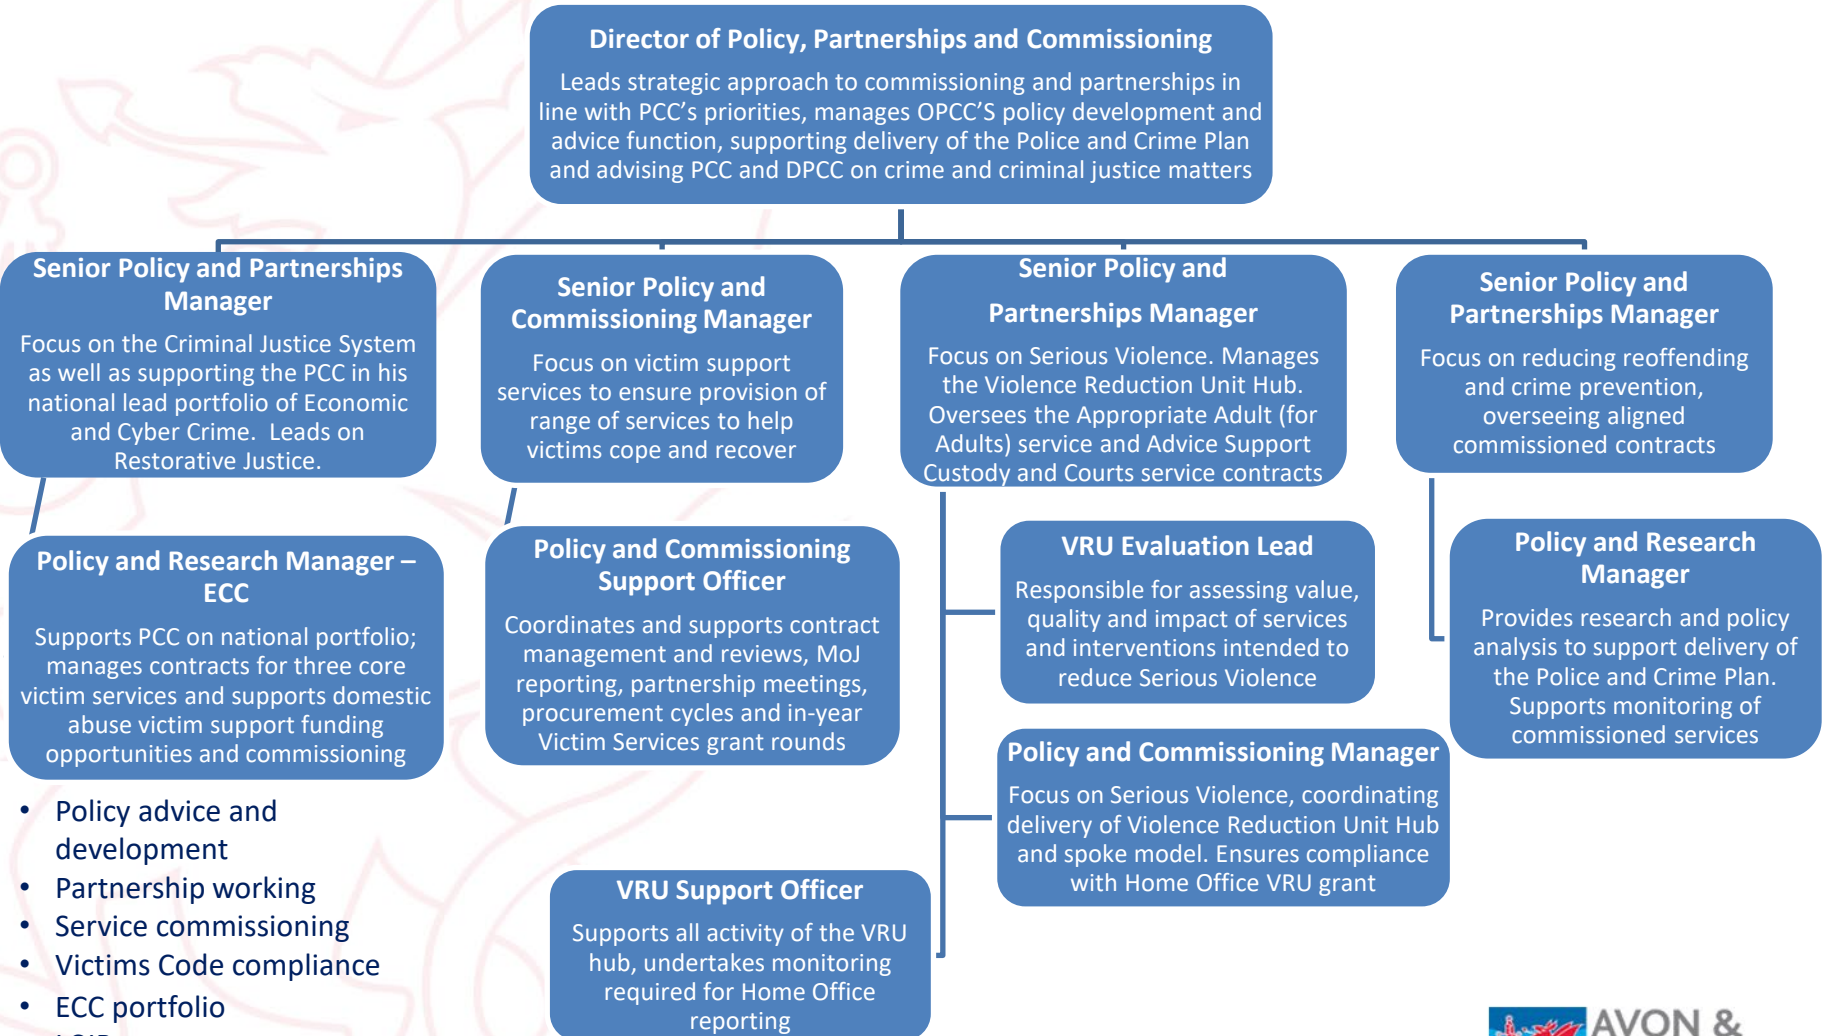 Director of Policy, Partnerships and Commissioning
Leads strategic approach to commissioning and partnerships in
line with PCC's priorities, manages OPCC'S policy development and
advice function, supporting delivery of the Police and Crime Plan
and advising PCC and DPCC on crime and criminal justice matters
Senior Policy and Partnerships
Manager
Focus on the Criminal Justice System
as well as supporting the PCC in his
national lead portfolio of Economic
and Cyber Crime.  Leads on
Restorative Justice.
Senior Policy and
Commissioning Manager
Focus on victim support
services to ensure provision of
range of services to help
victims cope and recover
Senior Policy and
Partnerships Manager
Focus on Serious Violence. Manages
the Violence Reduction Unit Hub.
Oversees the Appropriate Adult (for
Adults) service and Advice Support
Custody and Courts service contracts
Senior Policy and
Partnerships Manager
Focus on reducing reoffending
and crime prevention,
overseeing aligned
commissioned contracts
Policy and Research Manager –
ECC
Supports PCC on national portfolio;
manages contracts for three core
victim services and supports domestic
abuse victim support funding
opportunities and commissioning
Policy and Commissioning
Support Officer
Coordinates and supports contract
management and reviews, MoJ
reporting, partnership meetings,
procurement cycles and in-year
Victim Services grant rounds
VRU Evaluation Lead
Responsible for assessing value,
quality and impact of services
and interventions intended to
reduce Serious Violence
Policy and Research
Manager
Provides research and policy
analysis to support delivery of
the Police and Crime Plan.
Supports monitoring of
commissioned services
Policy and Commissioning Manager
Focus on Serious Violence, coordinating
delivery of Violence Reduction Unit Hub
and spoke model. Ensures compliance
with Home Office VRU grant
VRU Support Officer
Supports all activity of the VRU
hub, undertakes monitoring
required for Home Office
reporting
• Policy advice and
development
• Partnership working
• Service commissioning
• Victims Code compliance
• ECC portfolio
AVON &